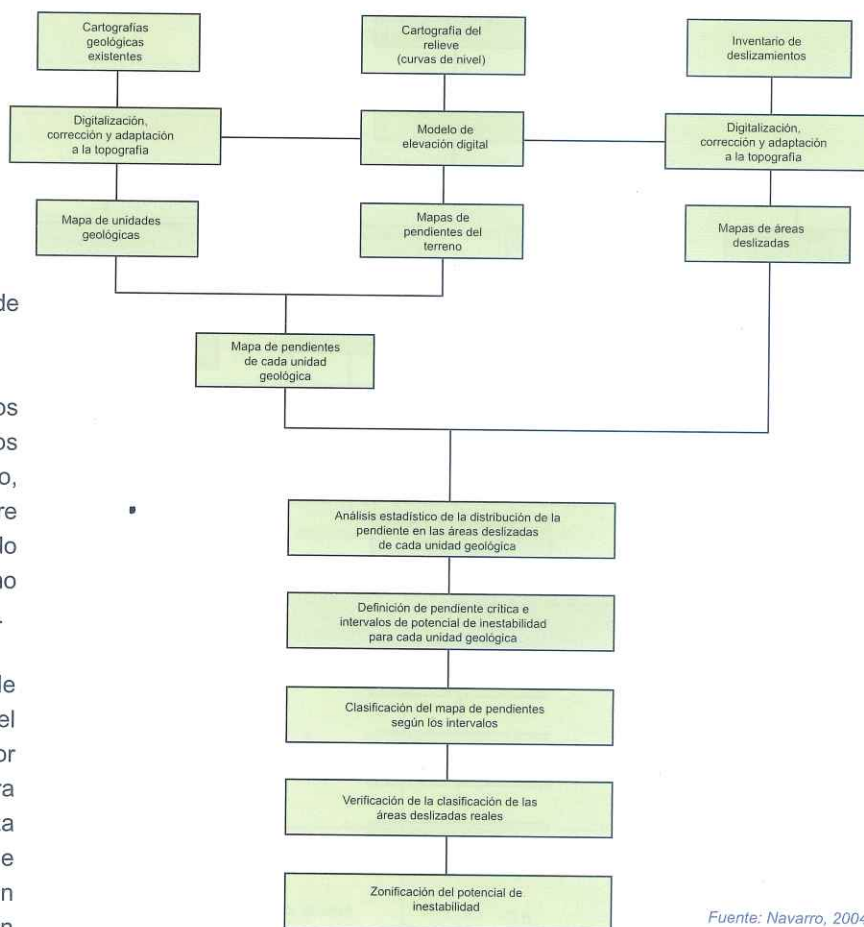 Cartografías
geológicas
existentes
Cartografía del
relieve
(curvas de nivel)
Inventario de
deslizamientos
Digitalización,
corrección y adaptación
a la topografía
Modelo de
elevación digital
Digitalización,
corrección y adaptación
a la topografía
Mapa de unidades
geológicas
Mapas de
pendientes del
terreno
Mapas de áreas
deslizadas
Mapa de pendientes
de cada unidad
geológica
Análisis estadístico de la distribución de la
pendiente en las áreas deslizadas
de cada unidad geológica
Definición de pendiente crítica e
intervalos de potencial de inestabilidad
para cada unidad geológica
Clasificación del mapa de pendientes
según los intervalos
Verificación de la clasificación de las
áreas deslizadas reales
Zonificación del potencial de
inestabilidad
Fuente: Navarro, 2004
de